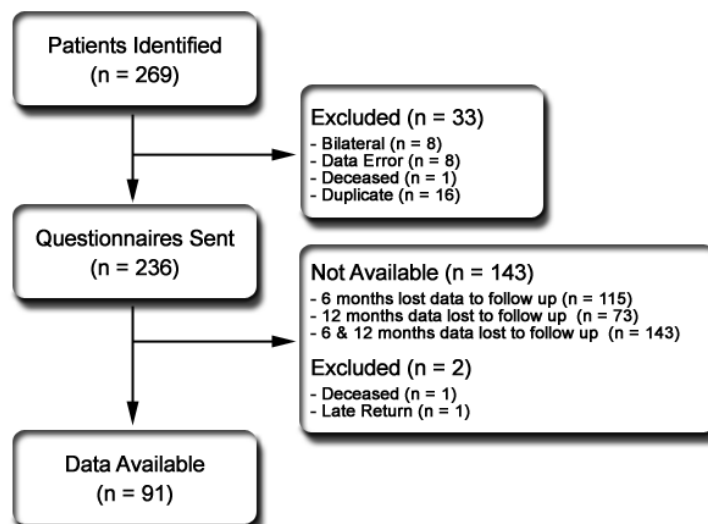 Patients Identified
(n = 269)
Excluded (n = 33)
- Bilateral (n = 8)
- Data Error (n = 8)
- Deceased (n = 1)
- Duplicate (n = 16)
Questionnaires Sent
(n = 236)
Not Available (n = 143)
- 6 months lost data to follow up (n = 115)
- 12 months data lost to follow up (n = 73)
- 6 & 12 months data lost to follow up (n = 143)
Excluded (n = 2)
- Deceased (n = 1)
- Late Return (n = 1)
Data Available
(n = 91)